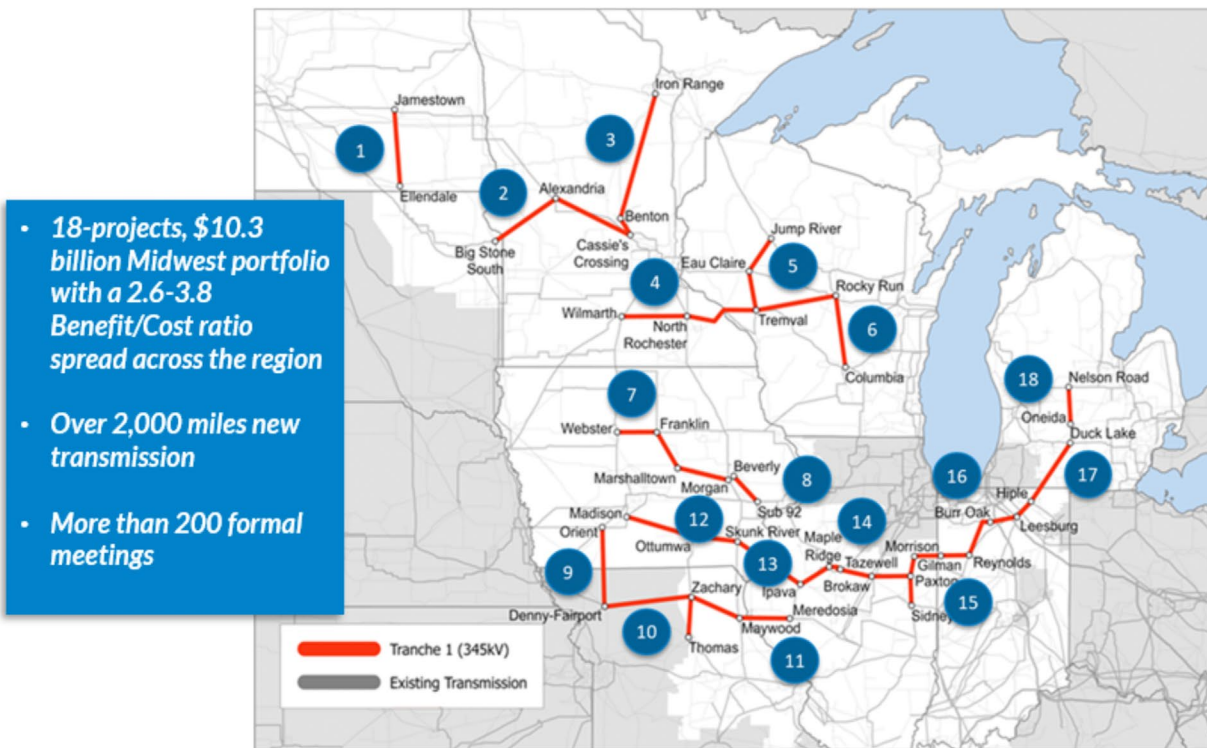 • 18-projects, $10.3
billion Midwest portfolio
with a 2.6-3.8
Benefit/Cost ratio
spread across the region
• Over 2,000 miles new
transmission
• More than 200 formal
meetings
Jamestown
1
Ellendale
2
Alexandria
Big Stone
South
3
Iron Range
Benton
Cassie's
Crossing
4
Wilmarth
North
Rochester
Jump River
Eau Claire
5
Tremval
Rocky Run
6
Columbia
7
Webster
Franklin
Marshalltown
Morgan
Beverly
8
Sub 92
Madison
Orient
12
Ottumwa
Skunk River
9
Denny-Fairport
10
Zachary
Thomas
Maywood
Meredosia
11
13
Ipava
14
Maple
Ridge
Tazewell
Brokaw
Morrison
Gilman
Paxton
Sidney
15
Reynolds
16
Burr Oak
Hiple
Leesburg
17
18
Nelson Road
Oneida
Duck Lake
Tranche 1 (345kV)
Existing Transmission